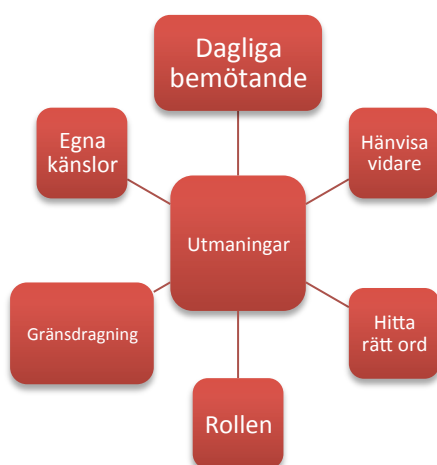 Dagliga
bemötande
Egna
känslor
Hänvisa
vidare
Utmaningar
Gränsdragning
Hitta
rätt ord
Rollen